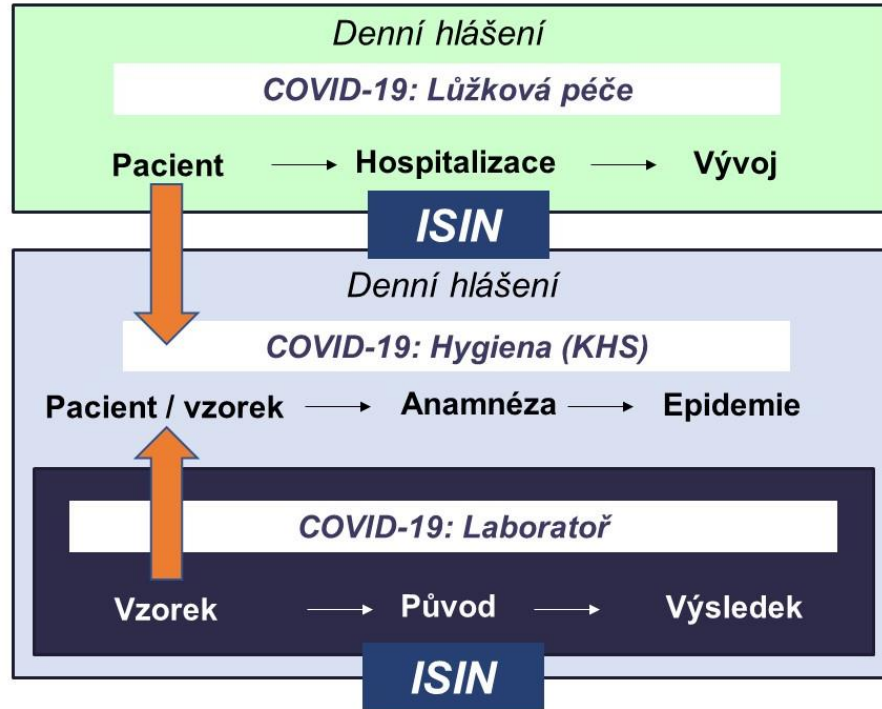 Denní hlášení
COVID-19: Lůžková péče
Pacient Hospitalizace Vývoj
ISIN
Denní hlášení
COVID-19: Hygiena (KHS)
Pacient / vzorek Anamnéza Epidemie
COVID-19: Laboratoř
Vzorek Původ Výsledek
ISIN